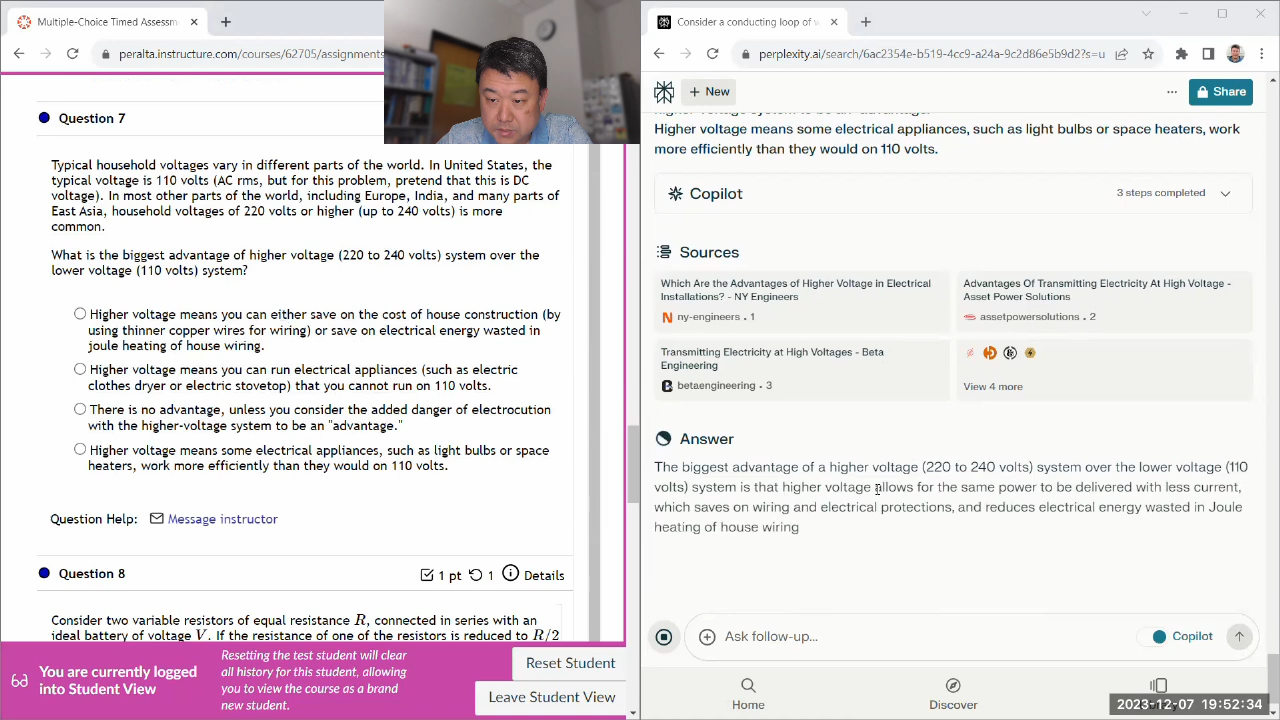 Multiple-Choice Timed Assessm
peralta.instructure.com/courses/62705/assignments
Question 7
Typical household voltages vary in different parts of the world. In United States, the
typical voltage is 110 volts (AC rms, but for this problem, pretend that this is DC
voltage). In most other parts of the world, including Europe, India, and many parts of
East Asia, household voltages of 220 volts or higher (up to 240 volts) is more
common.
What is the biggest advantage of higher voltage (220 to 240 volts) system over the
lower voltage (110 volts) system?
Higher voltage means you can either save on the cost of house construction (by
using thinner copper wires for wiring) or save on electrical energy wasted in
joule heating of house wiring.
Higher voltage means you can run electrical appliances (such as electric
clothes dryer or electric stovetop) that you cannot run on 110 volts.
There is no advantage, unless you consider the added danger of electrocution
with the higher-voltage system to be an "advantage."
Higher voltage means some electrical appliances, such as light bulbs or space
heaters, work more efficiently than they would on 110 volts.
Question Help: Message instructor
Question 8
1 pt 1 Details
Consider two variable resistors of equal resistance R, connected in series with an
ideal battery of voltage V. If the resistance of one of the resistors is reduced to R/2
You are currently logged
into Student View
Resetting the test student will clear
all history for this student, allowing
you to view the course as a brand
new student.
Reset Student
Leave Student View
Consider a conducting loop of
perplexity.ai/search/6ac2354e-b519-4cc9-a24a-9c2d86e5b9d2?s=u
New
Share
Higher voltage means some electrical appliances, such as light bulbs or space heaters, work
more efficiently than they would on 110 volts.
Copilot
3 steps completed
Sources
Which Are the Advantages of Higher Voltage in Electrical
Installations? - NY Engineers
ny-engineers • 1
Advantages Of Transmitting Electricity At High Voltage -
Asset Power Solutions
assetpowersolutions • 2
Transmitting Electricity at High Voltages - Beta
Engineering
betaengineering • 3
View 4 more
Answer
The biggest advantage of a higher voltage (220 to 240 volts) system over the lower voltage (110
volts) system is that higher voltage allows for the same power to be delivered with less current,
which saves on wiring and electrical protections, and reduces electrical energy wasted in Joule
heating of house wiring
Ask follow-up...
Copilot
Home
Discover
2023-12-07 19:52:34